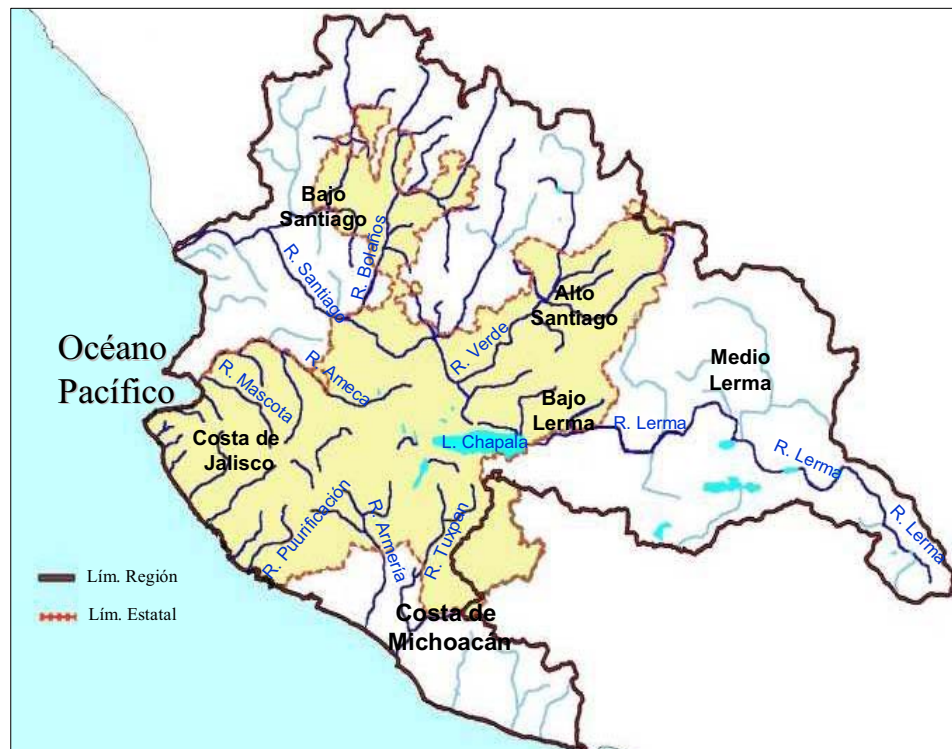 Bajo
Santiago
R. Bolaños
R. Santiago
Alto
Santiago
R. Verde
Océano
Pacífico
R. Ameca
R. Mascota
Medio
Lerma
Bajo
Lerma
R. Lerma
Costa de
Jalisco
L. Chapala
R. Lerma
R. Puurificación
R. Armería
R. Tuxpan
R. Lerma
Lím. Región
Lím. Estatal
Costa de
Michoacán